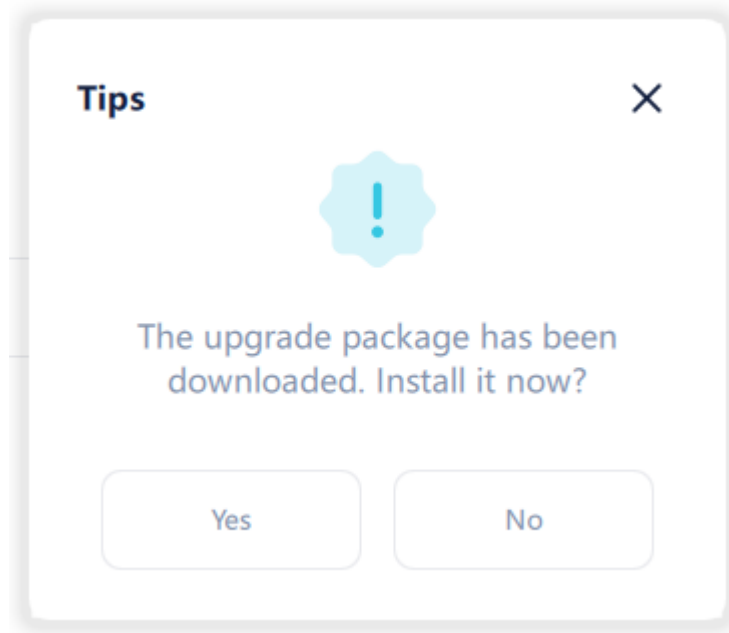 Tips
The upgrade package has been
downloaded. Install it now?
Yes
No